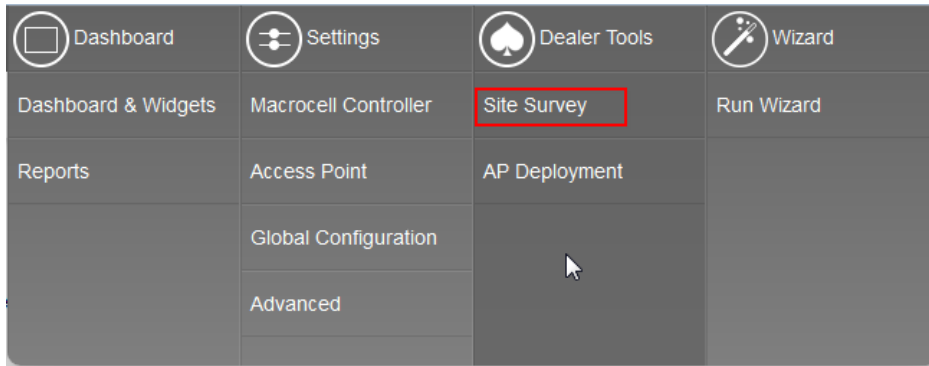 Dashboard Settings Dealer Tools Wizard
Dashboard & Widgets Macrocell Controller Site Survey Run Wizard
Reports Access Point AP Deployment
Global Configuration
Advanced